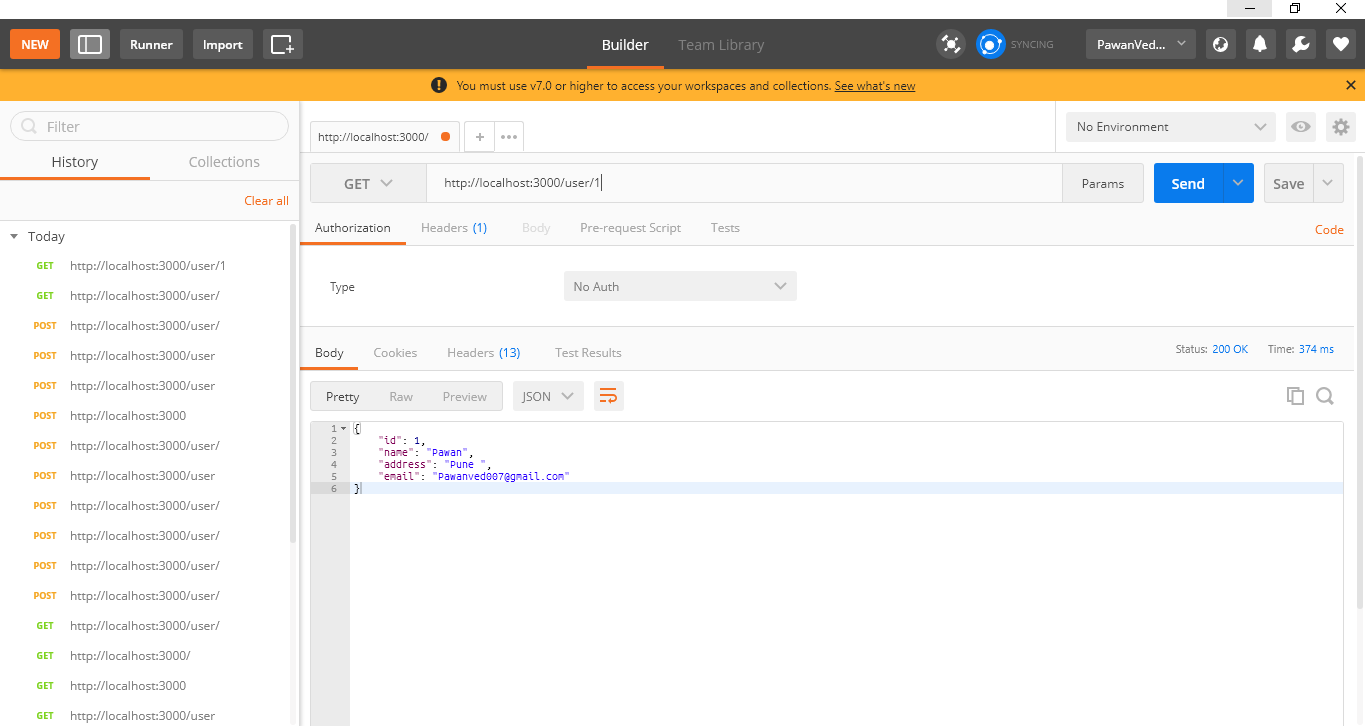 NEW Runner Import Builder Team Library SYNCING PawanVed...
You must use v7.0 or higher to access your workspaces and collections. See what's new
Filter
History Collections
Clear all
Today
GET http://localhost:3000/user/1
GET http://localhost:3000/user/
POST http://localhost:3000/user/
POST http://localhost:3000/user
POST http://localhost:3000/user
POST http://localhost:3000
POST http://localhost:3000/user/
POST http://localhost:3000/user
POST http://localhost:3000/user/
POST http://localhost:3000/user/
POST http://localhost:3000/user/
POST http://localhost:3000/user/
GET http://localhost:3000/user/
GET http://localhost:3000/
GET http://localhost:3000
GET http://localhost:3000/user
http://localhost:3000/ + •••
No Environment
GET http://localhost:3000/user/1 Params Send Save
Authorization Headers (1) Body Pre-request Script Tests Code
Type No Auth
Body Cookies Headers (13) Test Results Status: 200 OK Time: 374 ms
Pretty Raw Preview JSON
1 {
2 "id": 1,
3 "name": "Pawan",
4 "address": "Pune ",
5 "email": "Pawanved007@gmail.com"
6 }